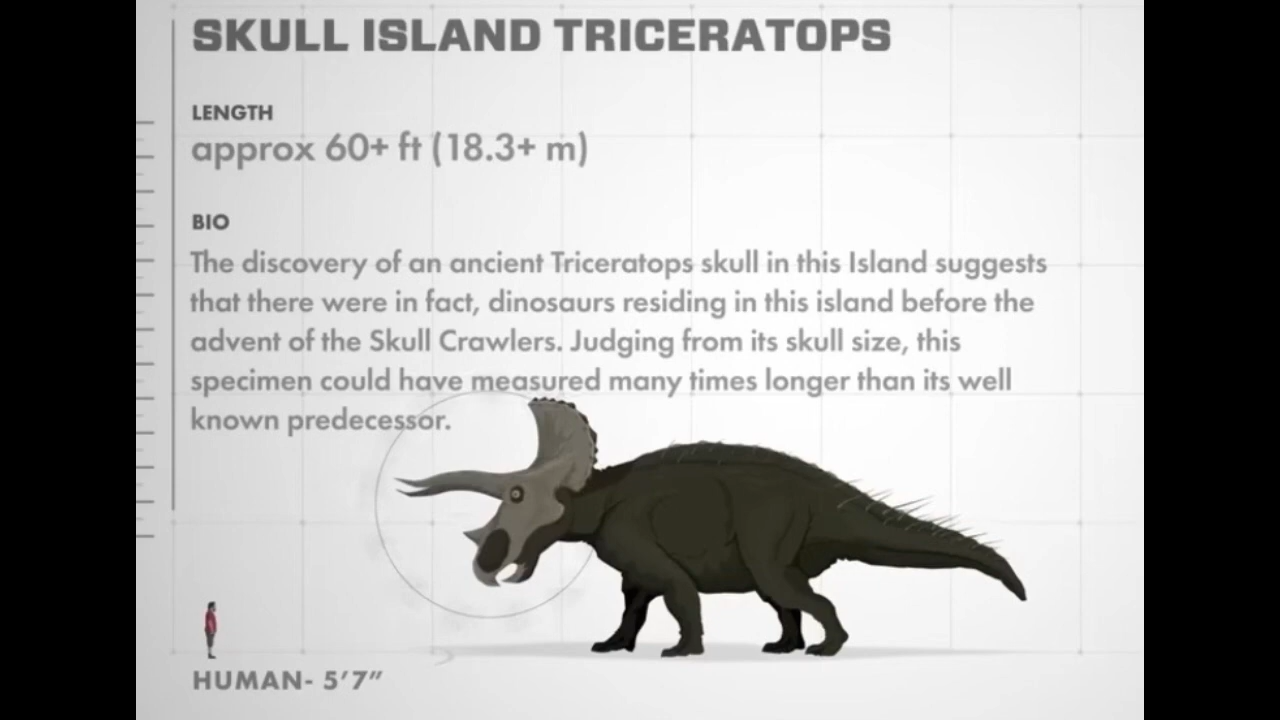 SKULL ISLAND TRICERATOPS
LENGTH
approx 60+ ft (18.3+ m)
BIO
The discovery of an ancient Triceratops skull in this Island suggests
that there were in fact, dinosaurs residing in this island before the
advent of the Skull Crawlers. Judging from its skull size, this
specimen could have measured many times longer than its well
known predecessor.
HUMAN- 5’7”